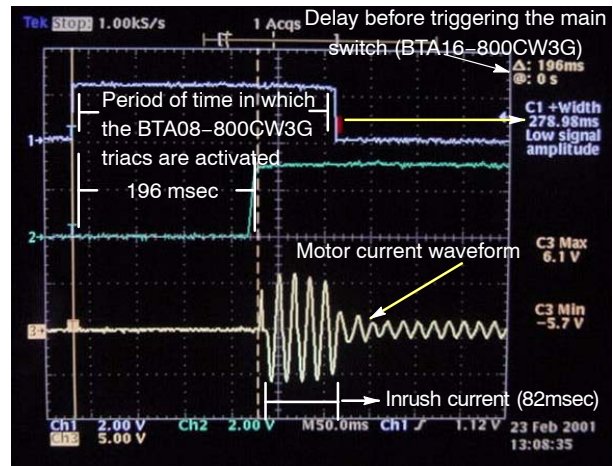 Tek Stop: 1.00kS/s
1 Acqs
Delay before triggering the main
switch (BTA16−800CW3G)
Δ: 196ms
@: 0 s
C1 +Width
278.98ms
Low signal
amplitude
Period of time in which
the BTA08−800CW3G
triacs are activated
1→
196 msec
2→
Motor current waveform
C3 Max
6.1 V
C3 Min
−5.7 V
3→
Inrush current (82msec)
Ch1 2.00 V Ch2 2.00 V M50.0ms Ch1 ƒ 1.12 V
Ch3 5.00 V
23 Feb 2001
13:08:35